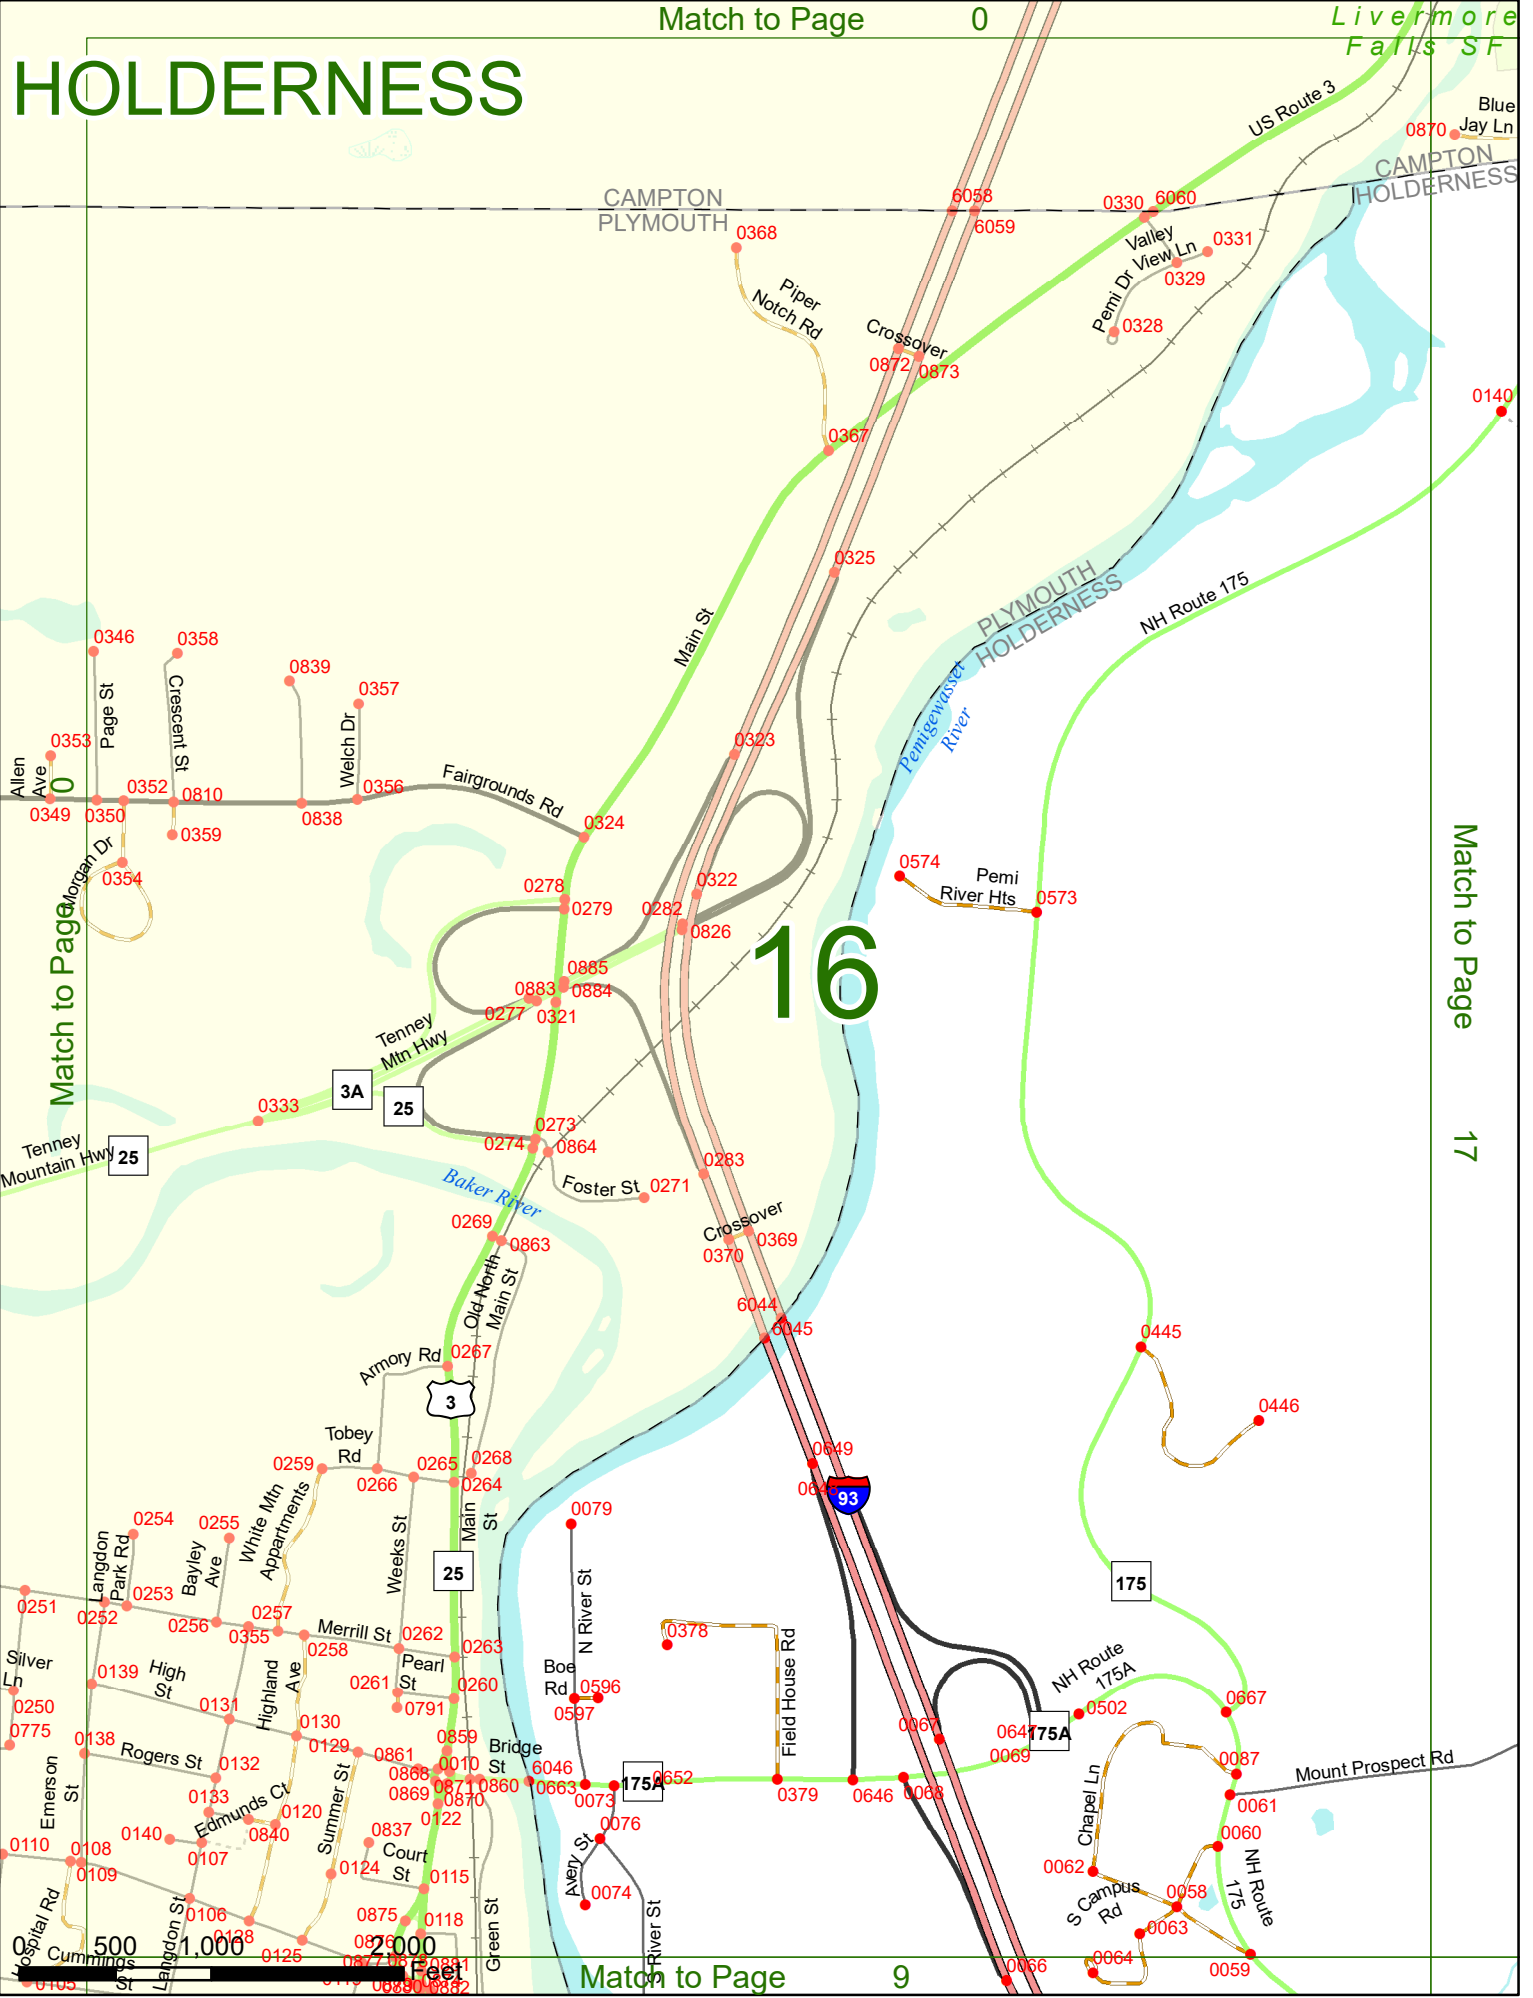 Match to Page 0
Livermore
Falls SF
HOLDERNESS
US Route 3
Blue
Jay Ln
0870
CAMPTON
HOLDERNESS
CAMPTON
PLYMOUTH
6058
6059
0330
6060
0368
Valley
View Ln
0331
0329
Pemi Dr
0328
Piper
Notch Rd
Crossover
0872
0873
0140
0367
0325
PLYMOUTH
HOLDERNESS
NH Route 175
Main St
Pemigewasset
River
0346
0358
0839
0357
Page St
Crescent St
Welch Dr
0353
Allen
Ave
0
0323
0349
0350
0352
0810
0838
0356
Fairgrounds Rd
0324
0359
Morgan Dr
0354
Match to Page
0574
Pemi
River Hts
0573
Match to Page
17
0278
0279
0322
0282
0826
16
0885
0883
0884
0277
0321
Tenney
Mtn Hwy
3A
25
0333
Tenney
Mountain Hwy
25
0273
0274
0864
0283
Foster St
0271
Baker River
0269
0863
Crossover
0369
0370
Old North
Main St
6044
6045
0445
0446
Armory Rd
0267
3
Tobey
Rd
0259
0266
0265
0268
0264
0649
0648
93
White Mtn
Appartments
0254
0255
Langdon
Park Rd
Bayley
Ave
Weeks St
Main
St
25
0079
N River St
175
0251
0252
0253
0256
0257
0355
0258
Merrill St
0262
0263
0378
Field House Rd
Silver
Ln
0139
High
St
Highland
Ave
Pearl
St
0261
0260
0791
Boe
Rd
0596
0597
NH Route
175A
0502
0667
0250
0775
0131
0130
0129
0138
Rogers St
0132
0859
0861
0010
0868
0869
0871
0870
0860
Bridge
St
6046
0663
0073
175A
0652
0379
0646
0068
0067
0647
0069
175A
0087
Mount Prospect Rd
0061
Emerson
St
0133
Edmunds Ct
0120
0840
Summer St
0122
0076
Chapel Ln
0060
0110
0108
0109
0140
0107
0837
Court
St
0124
0115
Avery St
0074
0062
0058
S Campus
Rd
0063
NH Route
175
0106
0128
0125
0875
0118
0876
Hospital Rd
Langdon St
Green St
S River St
0064
0059
0066
0 500 1,000 2,000
Feet
Cummings
St
0105
0877
0881
0882
Match to Page 9